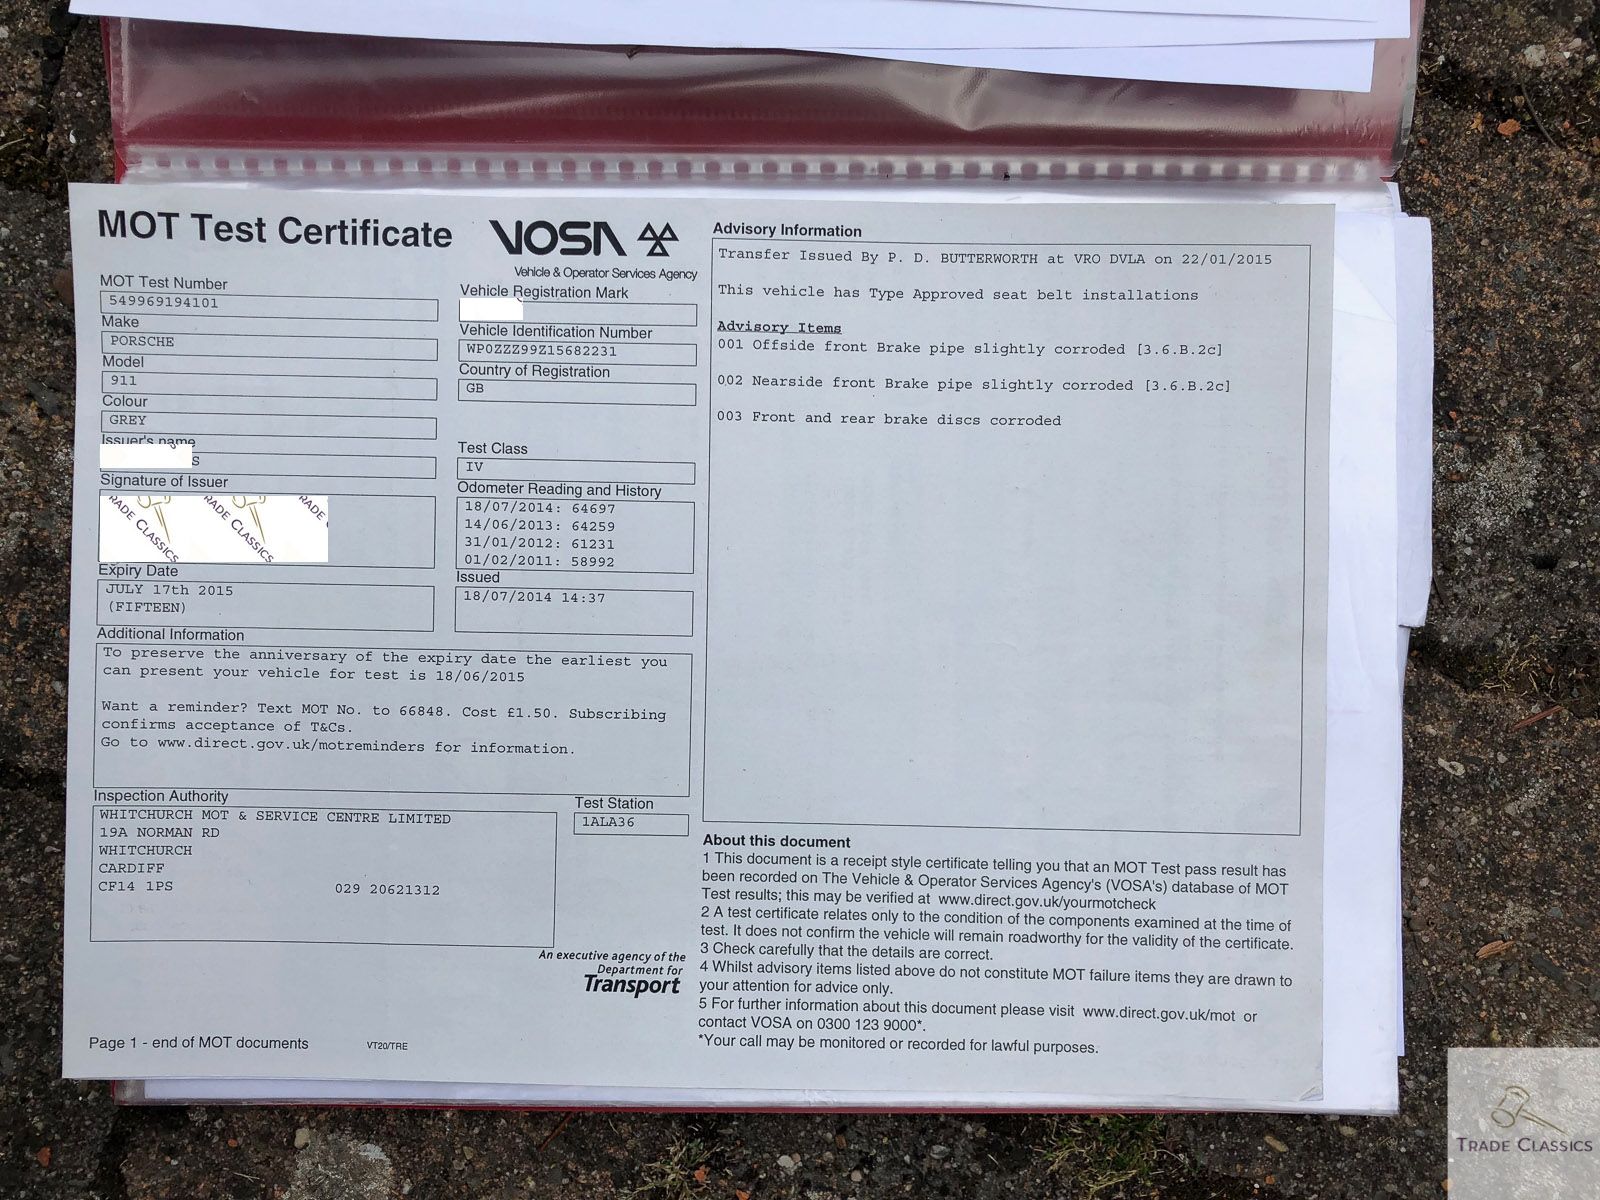 MOT Test Certificate
VOSA
Vehicle & Operator Services Agency
MOT Test Number
549969194101
Make
PORSCHE
Model
911
Colour
GREY
Issuer's name
S
Signature of Issuer
TRADE CLASSICS
TRADE CLASSICS
TRADE
Expiry Date
JULY 17th 2015
(FIFTEEN)
Vehicle Registration Mark
Vehicle Identification Number
WP0ZZZ99Z15682231
Country of Registration
GB
Test Class
IV
Odometer Reading and History
18/07/2014: 64697
14/06/2013: 64259
31/01/2012: 61231
01/02/2011: 58992
Issued
18/07/2014 14:37
Additional Information
To preserve the anniversary of the expiry date the earliest you
can present your vehicle for test is 18/06/2015
Want a reminder? Text MOT No. to 66848. Cost £1.50. Subscribing
confirms acceptance of T&Cs.
Go to www.direct.gov.uk/motreminders for information.
Inspection Authority
WHITCHURCH MOT & SERVICE CENTRE LIMITED
19A NORMAN RD
WHITCHURCH
CARDIFF
CF14 1PS 029 20621312
Test Station
1ALA36
An executive agency of the
Department for
Transport
Page 1 - end of MOT documents VT20/TRE
Advisory Information
Transfer Issued By P. D. BUTTERWORTH at VRO DVLA on 22/01/2015
This vehicle has Type Approved seat belt installations
Advisory Items
001 Offside front Brake pipe slightly corroded [3.6.B.2c]
002 Nearside front Brake pipe slightly corroded [3.6.B.2c]
003 Front and rear brake discs corroded
About this document
1 This document is a receipt style certificate telling you that an MOT Test pass result has
been recorded on The Vehicle & Operator Services Agency's (VOSA's) database of MOT
Test results; this may be verified at www.direct.gov.uk/yourmotcheck
2 A test certificate relates only to the condition of the components examined at the time of
test. It does not confirm the vehicle will remain roadworthy for the validity of the certificate.
3 Check carefully that the details are correct.
4 Whilst advisory items listed above do not constitute MOT failure items they are drawn to
your attention for advice only.
5 For further information about this document please visit www.direct.gov.uk/mot or
contact VOSA on 0300 123 9000*.
*Your call may be monitored or recorded for lawful purposes.
TRADE CLASSICS